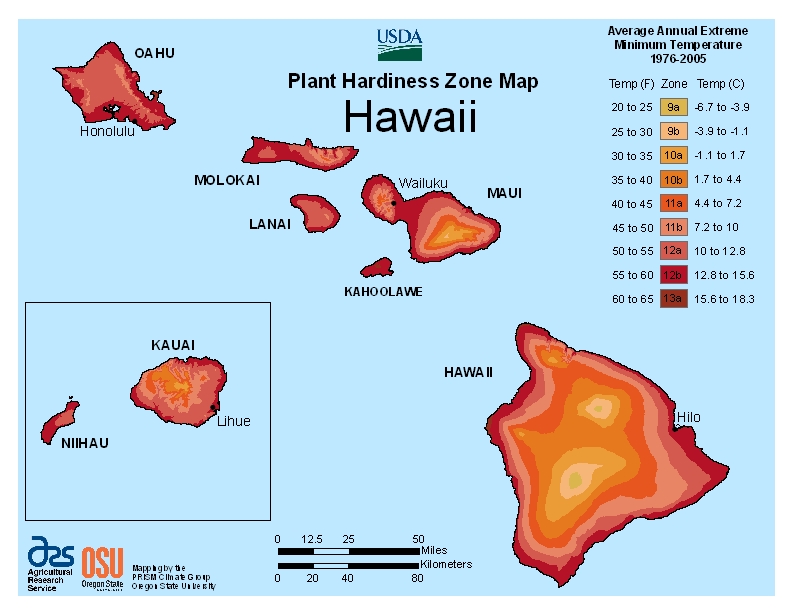 USDA
Plant Hardiness Zone Map
Hawaii
Average Annual Extreme
Minimum Temperature
1976-2005
Temp (F) Zone Temp (C)
20 to 25 9a -6.7 to -3.9
25 to 30 9b -3.9 to -1.1
30 to 35 10a -1.1 to 1.7
35 to 40 10b 1.7 to 4.4
40 to 45 11a 4.4 to 7.2
45 to 50 11b 7.2 to 10
50 to 55 12a 10 to 12.8
55 to 60 12b 12.8 to 15.6
60 to 65 13a 15.6 to 18.3
OAHU
Honolulu
MOLOKAI
LANAI
Wailuku
MAUI
KAHOOLAWE
KAUAI
Lihue
NIIHAU
HAWAII
Hilo
0 12.5 25 50
Miles
Kilometers
0 20 40 80
ars
Agricultural
Research
Service
OSU
Oregon State
Mapping by the
PRISM Climate Group
Oregon State University